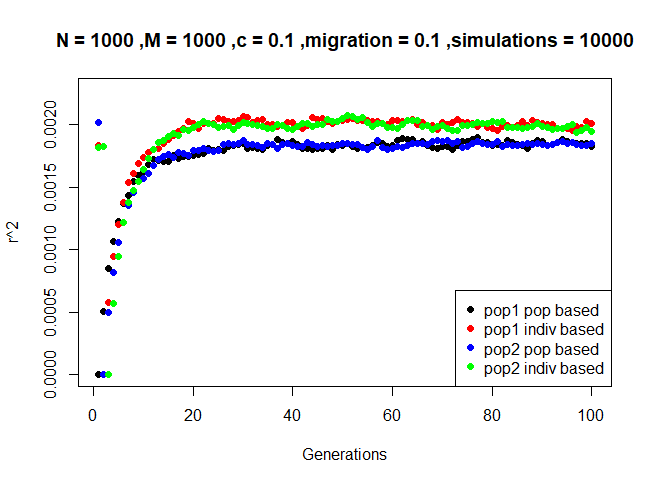 N = 1000 ,M = 1000 ,c = 0.1 ,migration = 0.1 ,simulations = 10000
r^2
0.0020
0.0015
0.0010
0.0005
0.0000
pop1 pop based
pop1 indiv based
pop2 pop based
pop2 indiv based
0 20 40 60 80 100
Generations